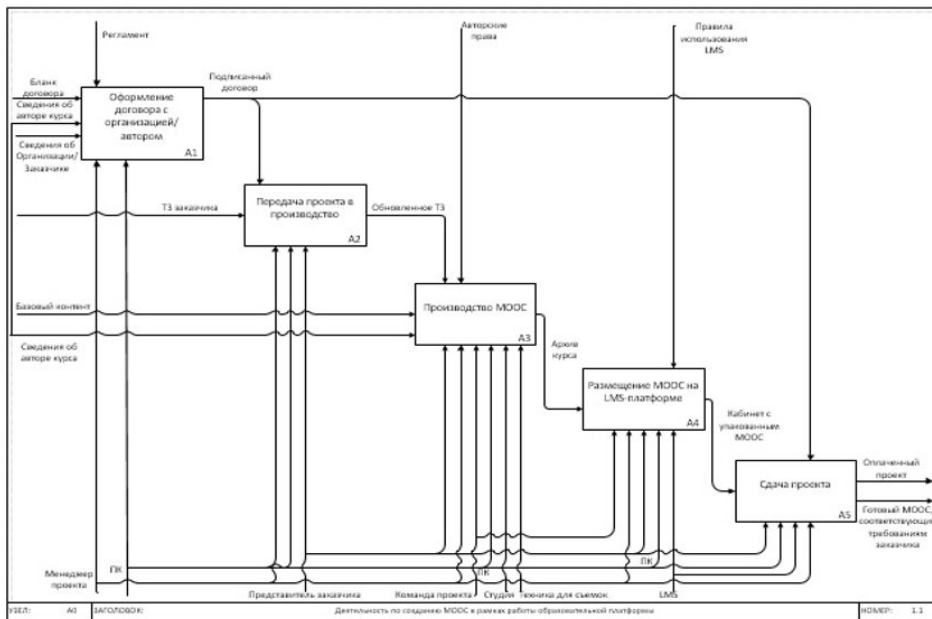 Регламент
Авторские
права
Правила
использования
LMS
Бланк
договора
Сведения об
авторе курса
Сведения об
Организации/
Заказчике
Оформление
договора с
организацией/
автором
A1
Подписанный
договор
ТЗ заказчика
Передача проекта в
производство
A2
Обновленное ТЗ
Базовый контент
Сведения об
авторе курса
Производство МООС
A3
Архив
курса
Размещение МООС на
LMS-платформе
A4
Кабинет с
упакованным
МООС
Сдача проекта
A5
Оплаченный
проект
Готовый МООС,
соответствующи
требованиям
заказчика
Менеджер
проекта
ПК
ПК
ПК
Представитель заказчика
Команда проекта
Студия
Техника для съемок
LMS
УЗЕЛ: A0
ЗАГОЛОВОК: Деятельность по созданию МООС в рамках работы образовательной платформы
НОМЕР: 1.1